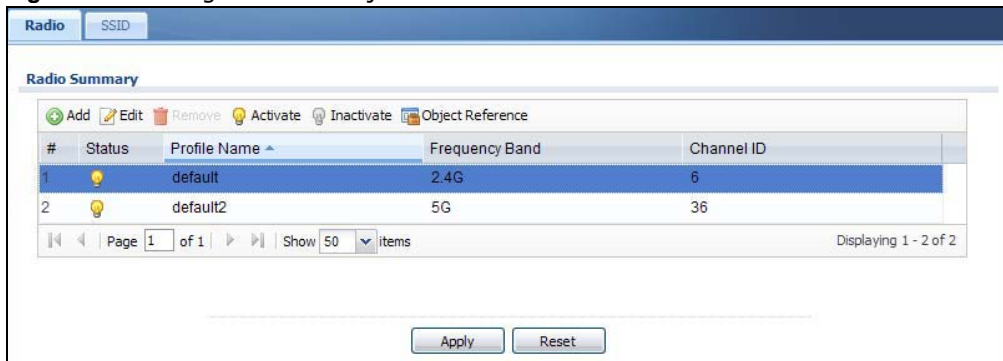 Radio SSID
Radio Summary
Add Edit Remove Activate Inactivate Object Reference
# Status Profile Name Frequency Band Channel ID
1 default 2.4G 6
2 default2 5G 36
Page 1 of 1 Show 50 items Displaying 1 - 2 of 2
Apply Reset